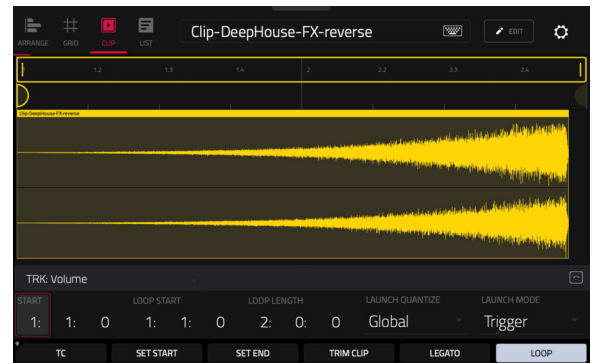 ARRANGE GRID CLIP LIST Clip-DeepHouse-FX-reverse EDIT
1.2 1.3 1.4 2 2.2 2.3 2.4
Clip-DeepHouse-FX-reverse
TRK: Volume
START LOOP START LOOP LENGTH LAUNCH QUANTIZE LAUNCH MODE
1: 1: 0 1: 1: 0 2: 0: 0 Global Trigger
TC SET START SET END TRIM CLIP LEGATO LOOP